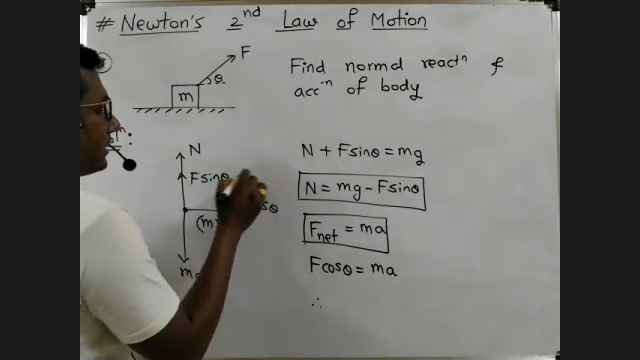 # Newton's 2nd Law of Motion
F
θ
m
Find normal reactn &
accn of body
N
Fsinθ
(m)
N + Fsinθ = mg
N = mg - Fsinθ
Fnet = ma
Fcosθ = ma
∴